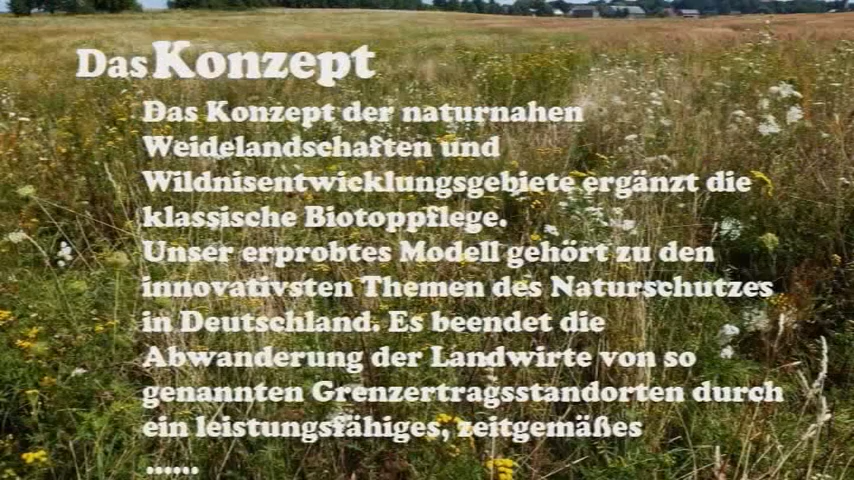 Das Konzept
Das Konzept der naturnahen
Weidelandschaften und
Wildnisentwicklungsgebiete ergänzt die
klassische Biotoppflege.
Unser erprobtes Modell gehört zu den
innovativsten Themen des Naturschutzes
in Deutschland. Es beendet die
Abwanderung der Landwirte von so
genannten Grenzertragsstandorten durch
ein leistungsfähiges, zeitgemäßes
......